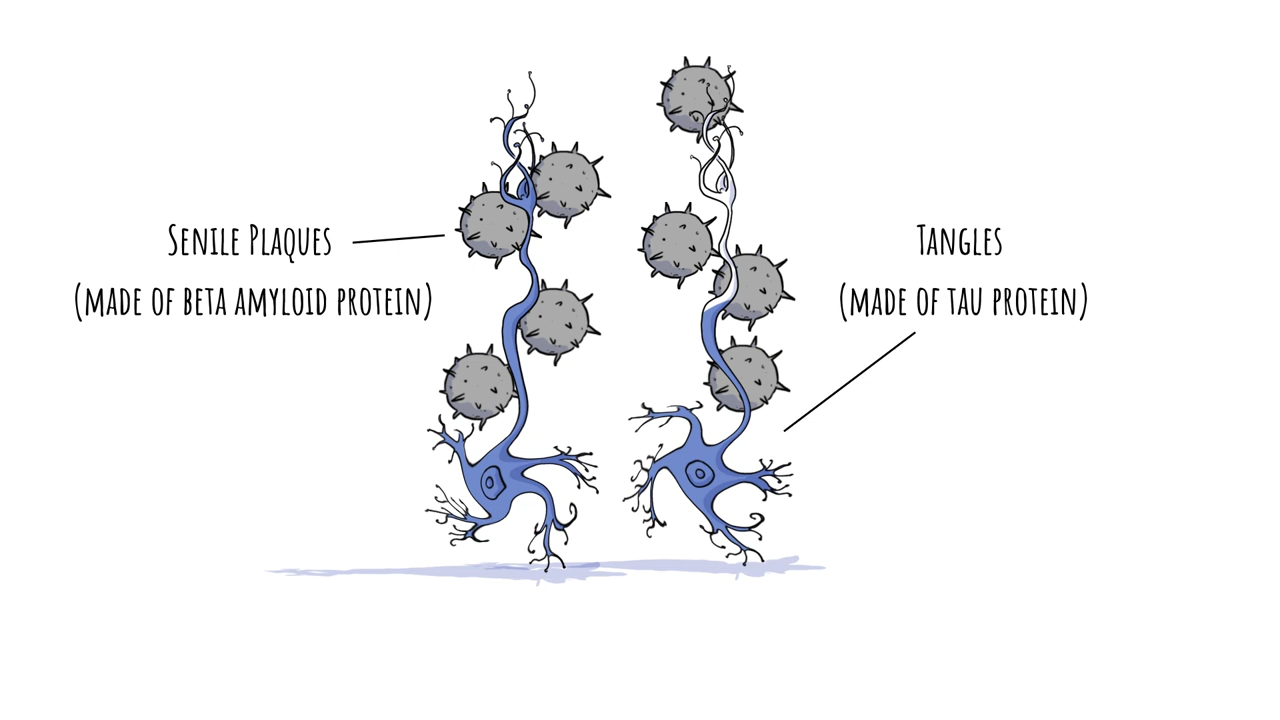 Senile Plaques
(made of beta amyloid protein)
Tangles
(made of tau protein)